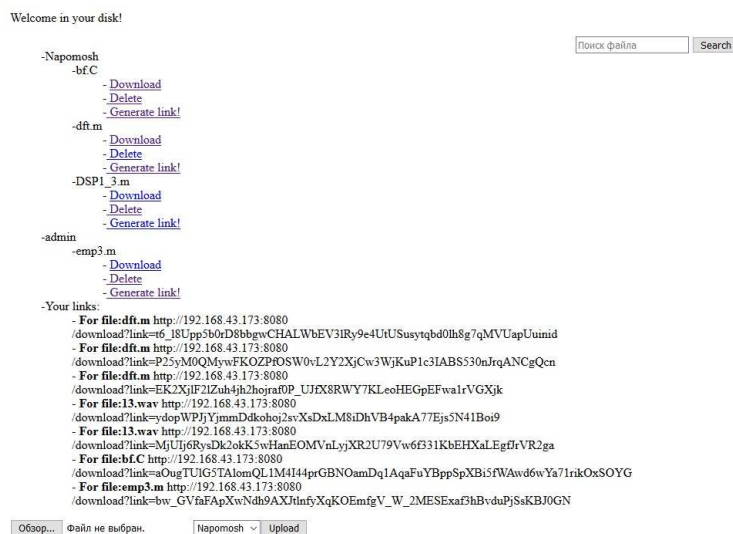 Welcome in your disk!
Поиск файла Search
-Napomosh
-bf.C
- Download
- Delete
- Generate link!
-dft.m
- Download
- Delete
- Generate link!
-DSP1_3.m
- Download
- Delete
- Generate link!
-admin
-emp3.m
- Download
- Delete
- Generate link!
-Your links:
- For file:dft.m http://192.168.43.173:8080
/download?link=t6_l8Upp5b0rD8bbgwCHALWbEV3lRy9e4UtUSusytqbd0lh8g7qMVUapUuinid
- For file:dft.m http://192.168.43.173:8080
/download?link=P25yM0QMywFKOZPfOSW0vL2Y2XjCw3WjKuP1c3IABS530nJrqANCgQcn
- For file:dft.m http://192.168.43.173:8080
/download?link=EK2XjlF2lZuh4jh2hojraf0P_UJfX8RWY7KLeoHEGpEFwa1rVGXjk
- For file:13.wav http://192.168.43.173:8080
/download?link=ydopWPJjYjmmDdkohoj2svXsDxLM8iDhVB4pakA77Ejs5N41Boi9
- For file:13.wav http://192.168.43.173:8080
/download?link=MjUIj6RysDk2okK5wHanEOMVnLyjXR2U79Vw6f331KbEHXaLEgfJrVR2ga
- For file:bf.C http://192.168.43.173:8080
/download?link=aOugTUlG5TAlomQL1M4I44prGBNOamDq1AqaFuYBppSpXBi5fWAwd6wYa71rikOxSOYG
- For file:emp3.m http://192.168.43.173:8080
/download?link=bw_GVfaFApXwNdh9AXJtlnfyXqKOEmfgV_W_2MESExaf3hBvduPjSsKBJ0GN
Обзор... Файл не выбран. Napomosh Upload